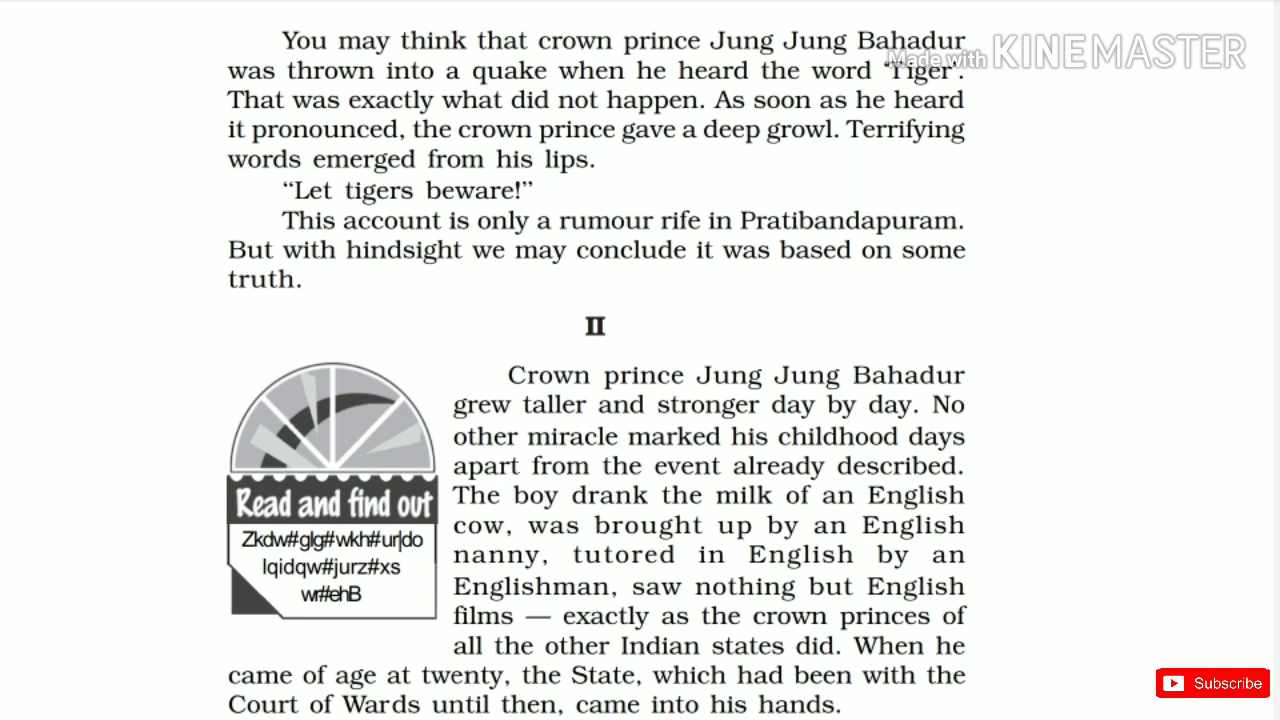 You may think that crown prince Jung Jung Bahadur
was thrown into a quake when he heard the word ‘Tiger’.
Made with KINEMASTER
That was exactly what did not happen. As soon as he heard
it pronounced, the crown prince gave a deep growl. Terrifying
words emerged from his lips.
“Let tigers beware!”
This account is only a rumour rife in Pratibandapuram.
But with hindsight we may conclude it was based on some
truth.
II
Read and find out
Zkdw#glg#wkh#ur|do
lqidqw#jurz#xs
wr#ehB
Crown prince Jung Jung Bahadur
grew taller and stronger day by day. No
other miracle marked his childhood days
apart from the event already described.
The boy drank the milk of an English
cow, was brought up by an English
nanny, tutored in English by an
Englishman, saw nothing but English
films — exactly as the crown princes of
all the other Indian states did. When he
came of age at twenty, the State, which had been with the
Court of Wards until then, came into his hands.
Subscribe